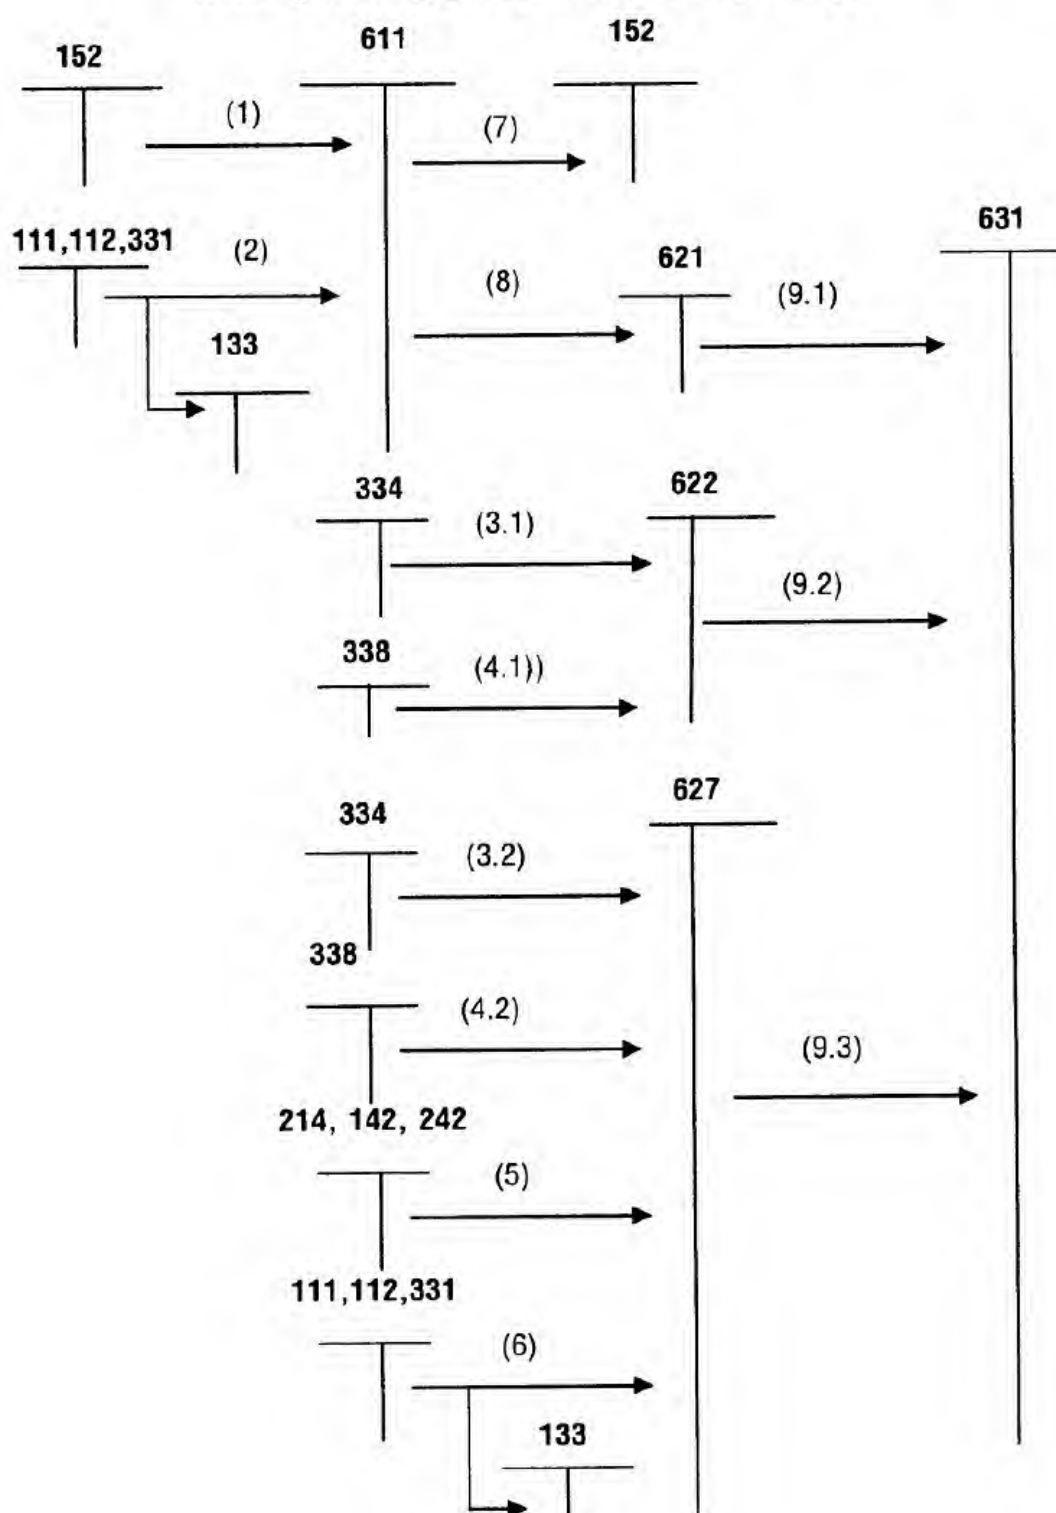 152 611 152
(1) (7)
111,112,331 (2) 631
(8) 621 (9.1)
133
334 (3.1) 622
(9.2)
338 (4.1))
334 (3.2) 627
338
(4.2) (9.3)
214, 142, 242
(5)
111,112,331
(6)
133